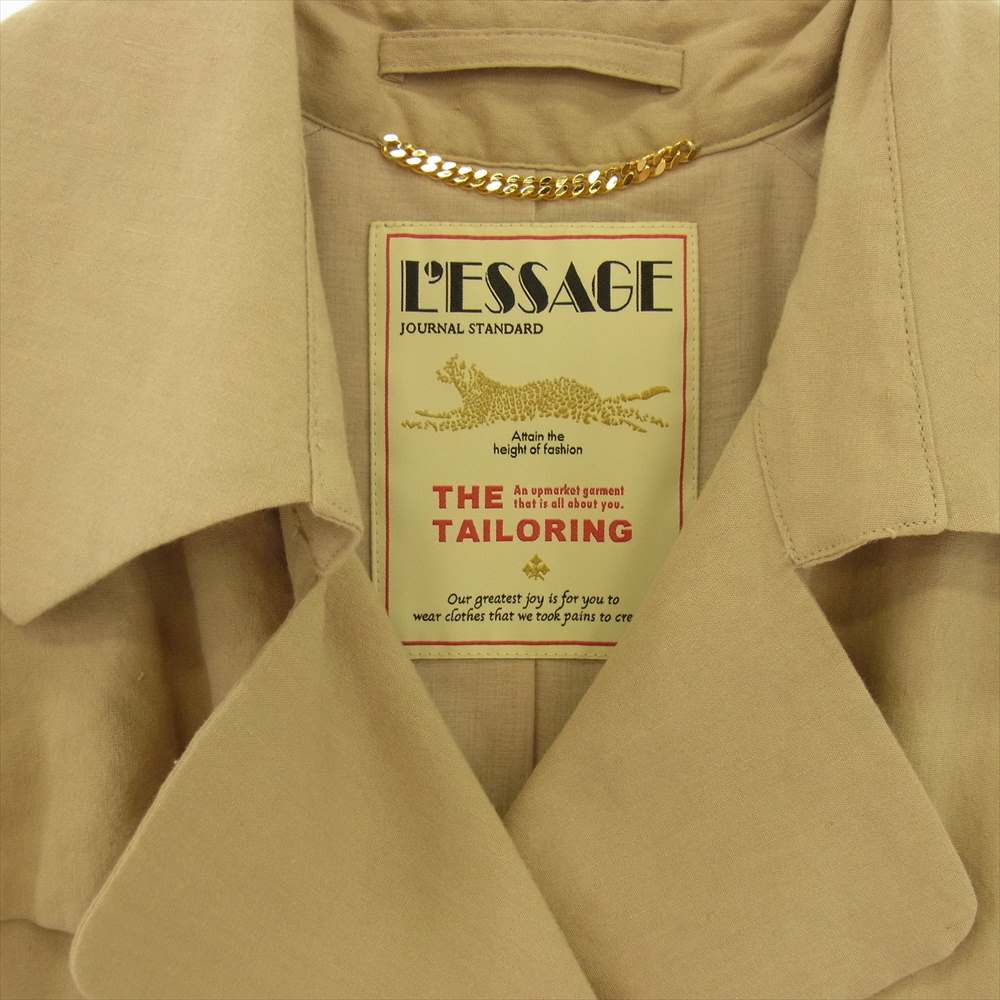 L'ESSAGE
JOURNAL STANDARD
Attain the
height of fashion
THE An upmarket garment
that is all about you.
TAILORING
Our greatest joy is for you to
wear clothes that we took pains to cre